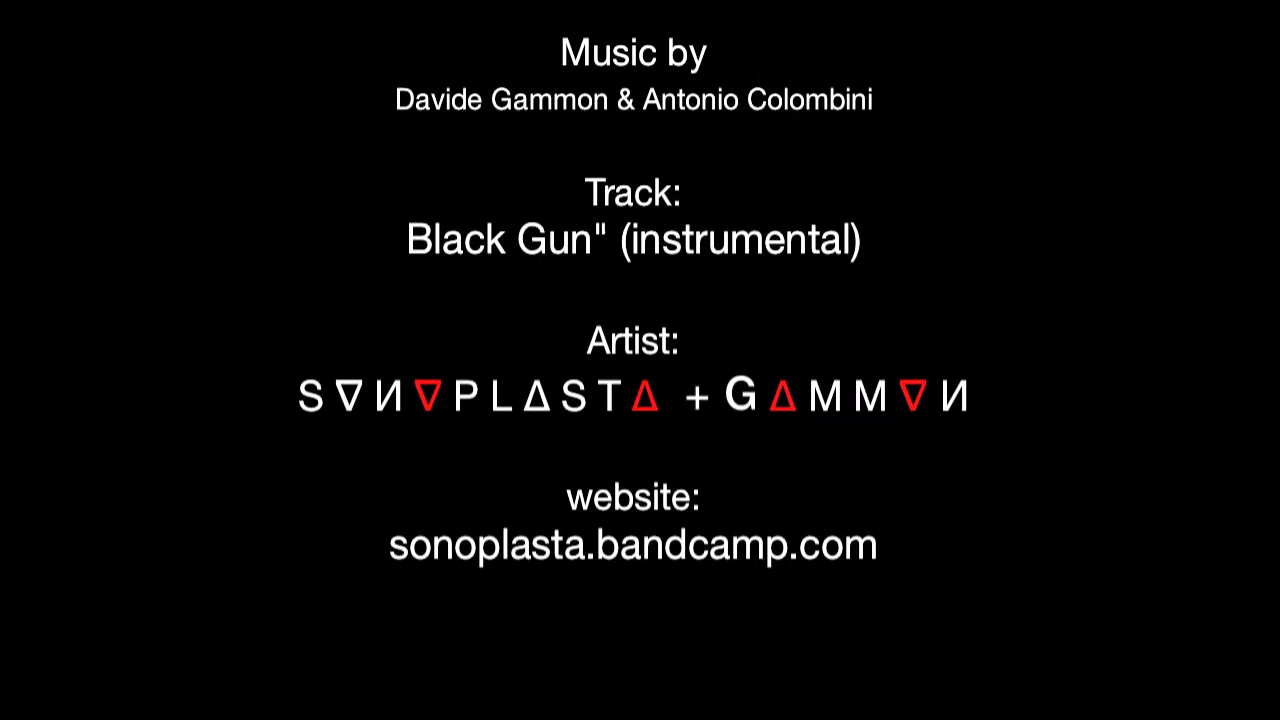 Music by
Davide Gammon & Antonio Colombini
Track:
Black Gun" (instrumental)
Artist:
S∇И∇PLΔSTΔ + GΔMM∇И
website:
sonoplasta.bandcamp.com